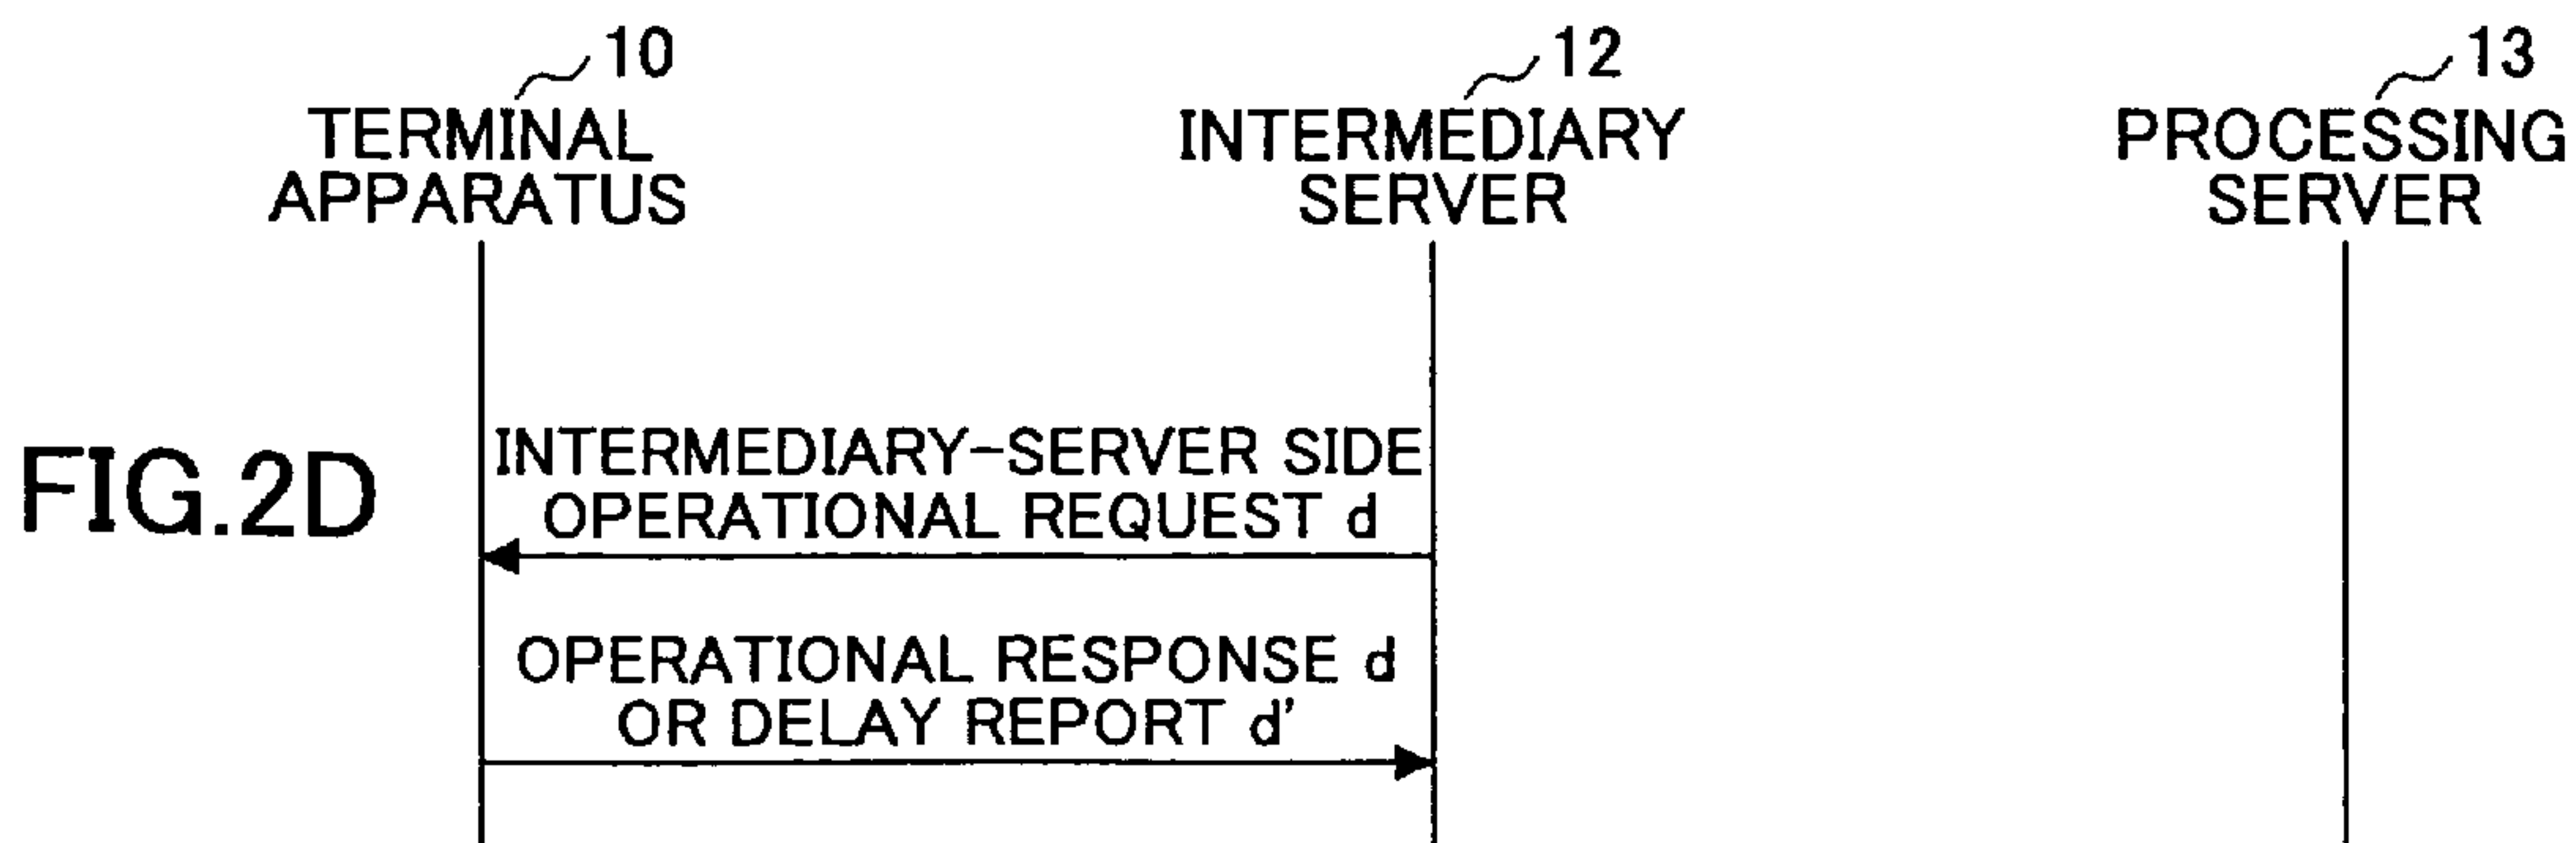 10
TERMINAL
APPARATUS
12
INTERMEDIARY
SERVER
13
PROCESSING
SERVER
FIG.2D
INTERMEDIARY-SERVER SIDE
OPERATIONAL REQUEST d
OPERATIONAL RESPONSE d
OR DELAY REPORT d'